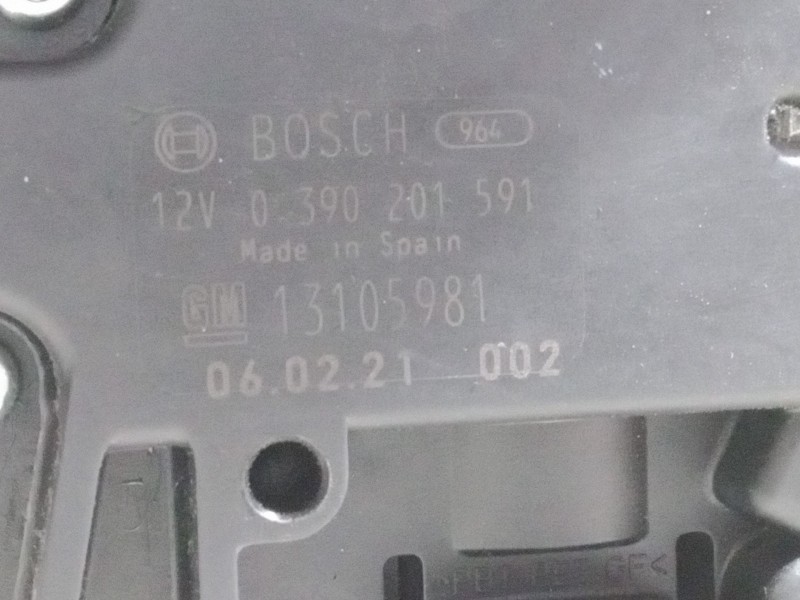 BOSCH 964
12V 0 390 201 591
Made in Spain
GM 13105981
06.02.21 002